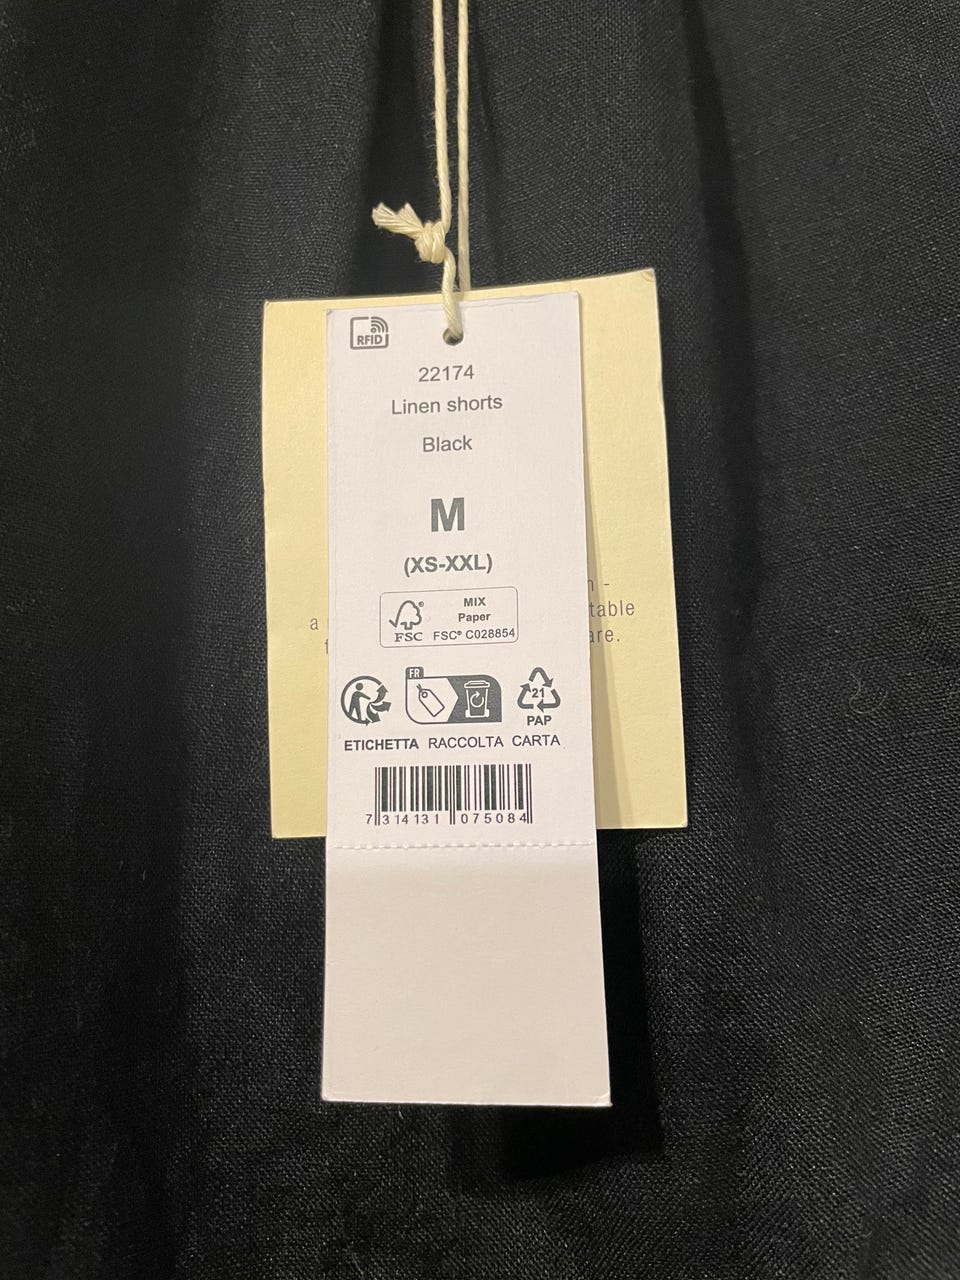 RFID
22174
Linen shorts
Black
M
(XS-XXL)
MIX
Paper
FSC® C028854
FSC
FR
21
PAP
ETICHETTA RACCOLTA CARTA
7 314131 075084
a